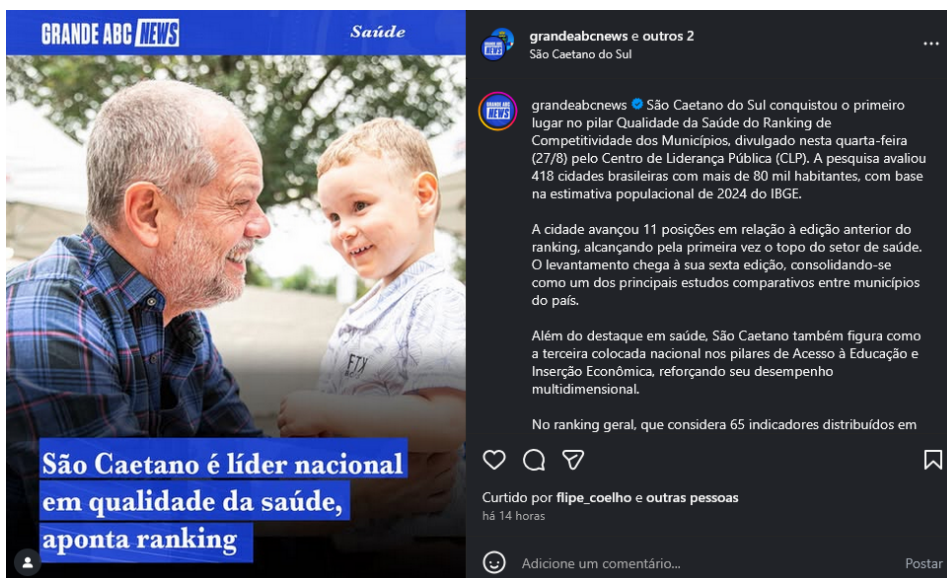 GRANDE ABC NEWS
Saúde
São Caetano é líder nacional
em qualidade da saúde,
aponta ranking
grandeabcnews e outros 2
São Caetano do Sul
grandeabcnews São Caetano do Sul conquistou o primeiro
lugar no pilar Qualidade da Saúde do Ranking de
Competitividade dos Municípios, divulgado nesta quarta-feira
(27/8) pelo Centro de Liderança Pública (CLP). A pesquisa avaliou
418 cidades brasileiras com mais de 80 mil habitantes, com base
na estimativa populacional de 2024 do IBGE.
A cidade avançou 11 posições em relação à edição anterior do
ranking, alcançando pela primeira vez o topo do setor de saúde.
O levantamento chega à sua sexta edição, consolidando-se
como um dos principais estudos comparativos entre municípios
do país.
Além do destaque em saúde, São Caetano também figura como
a terceira colocada nacional nos pilares de Acesso à Educação e
Inserção Econômica, reforçando seu desempenho
multidimensional.
No ranking geral, que considera 65 indicadores distribuídos em
Curtido por flipe_coelho e outras pessoas
há 14 horas
Adicione um comentário...
Postar